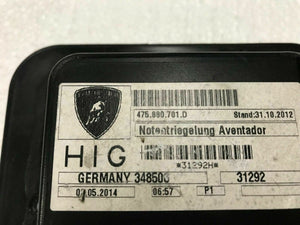 475.880.701.D Stand:31.10.2012
Notentriegelung Aventador
HIG
*31292H*
GERMANY 348500 31292
02.05.2014 06:57 P1